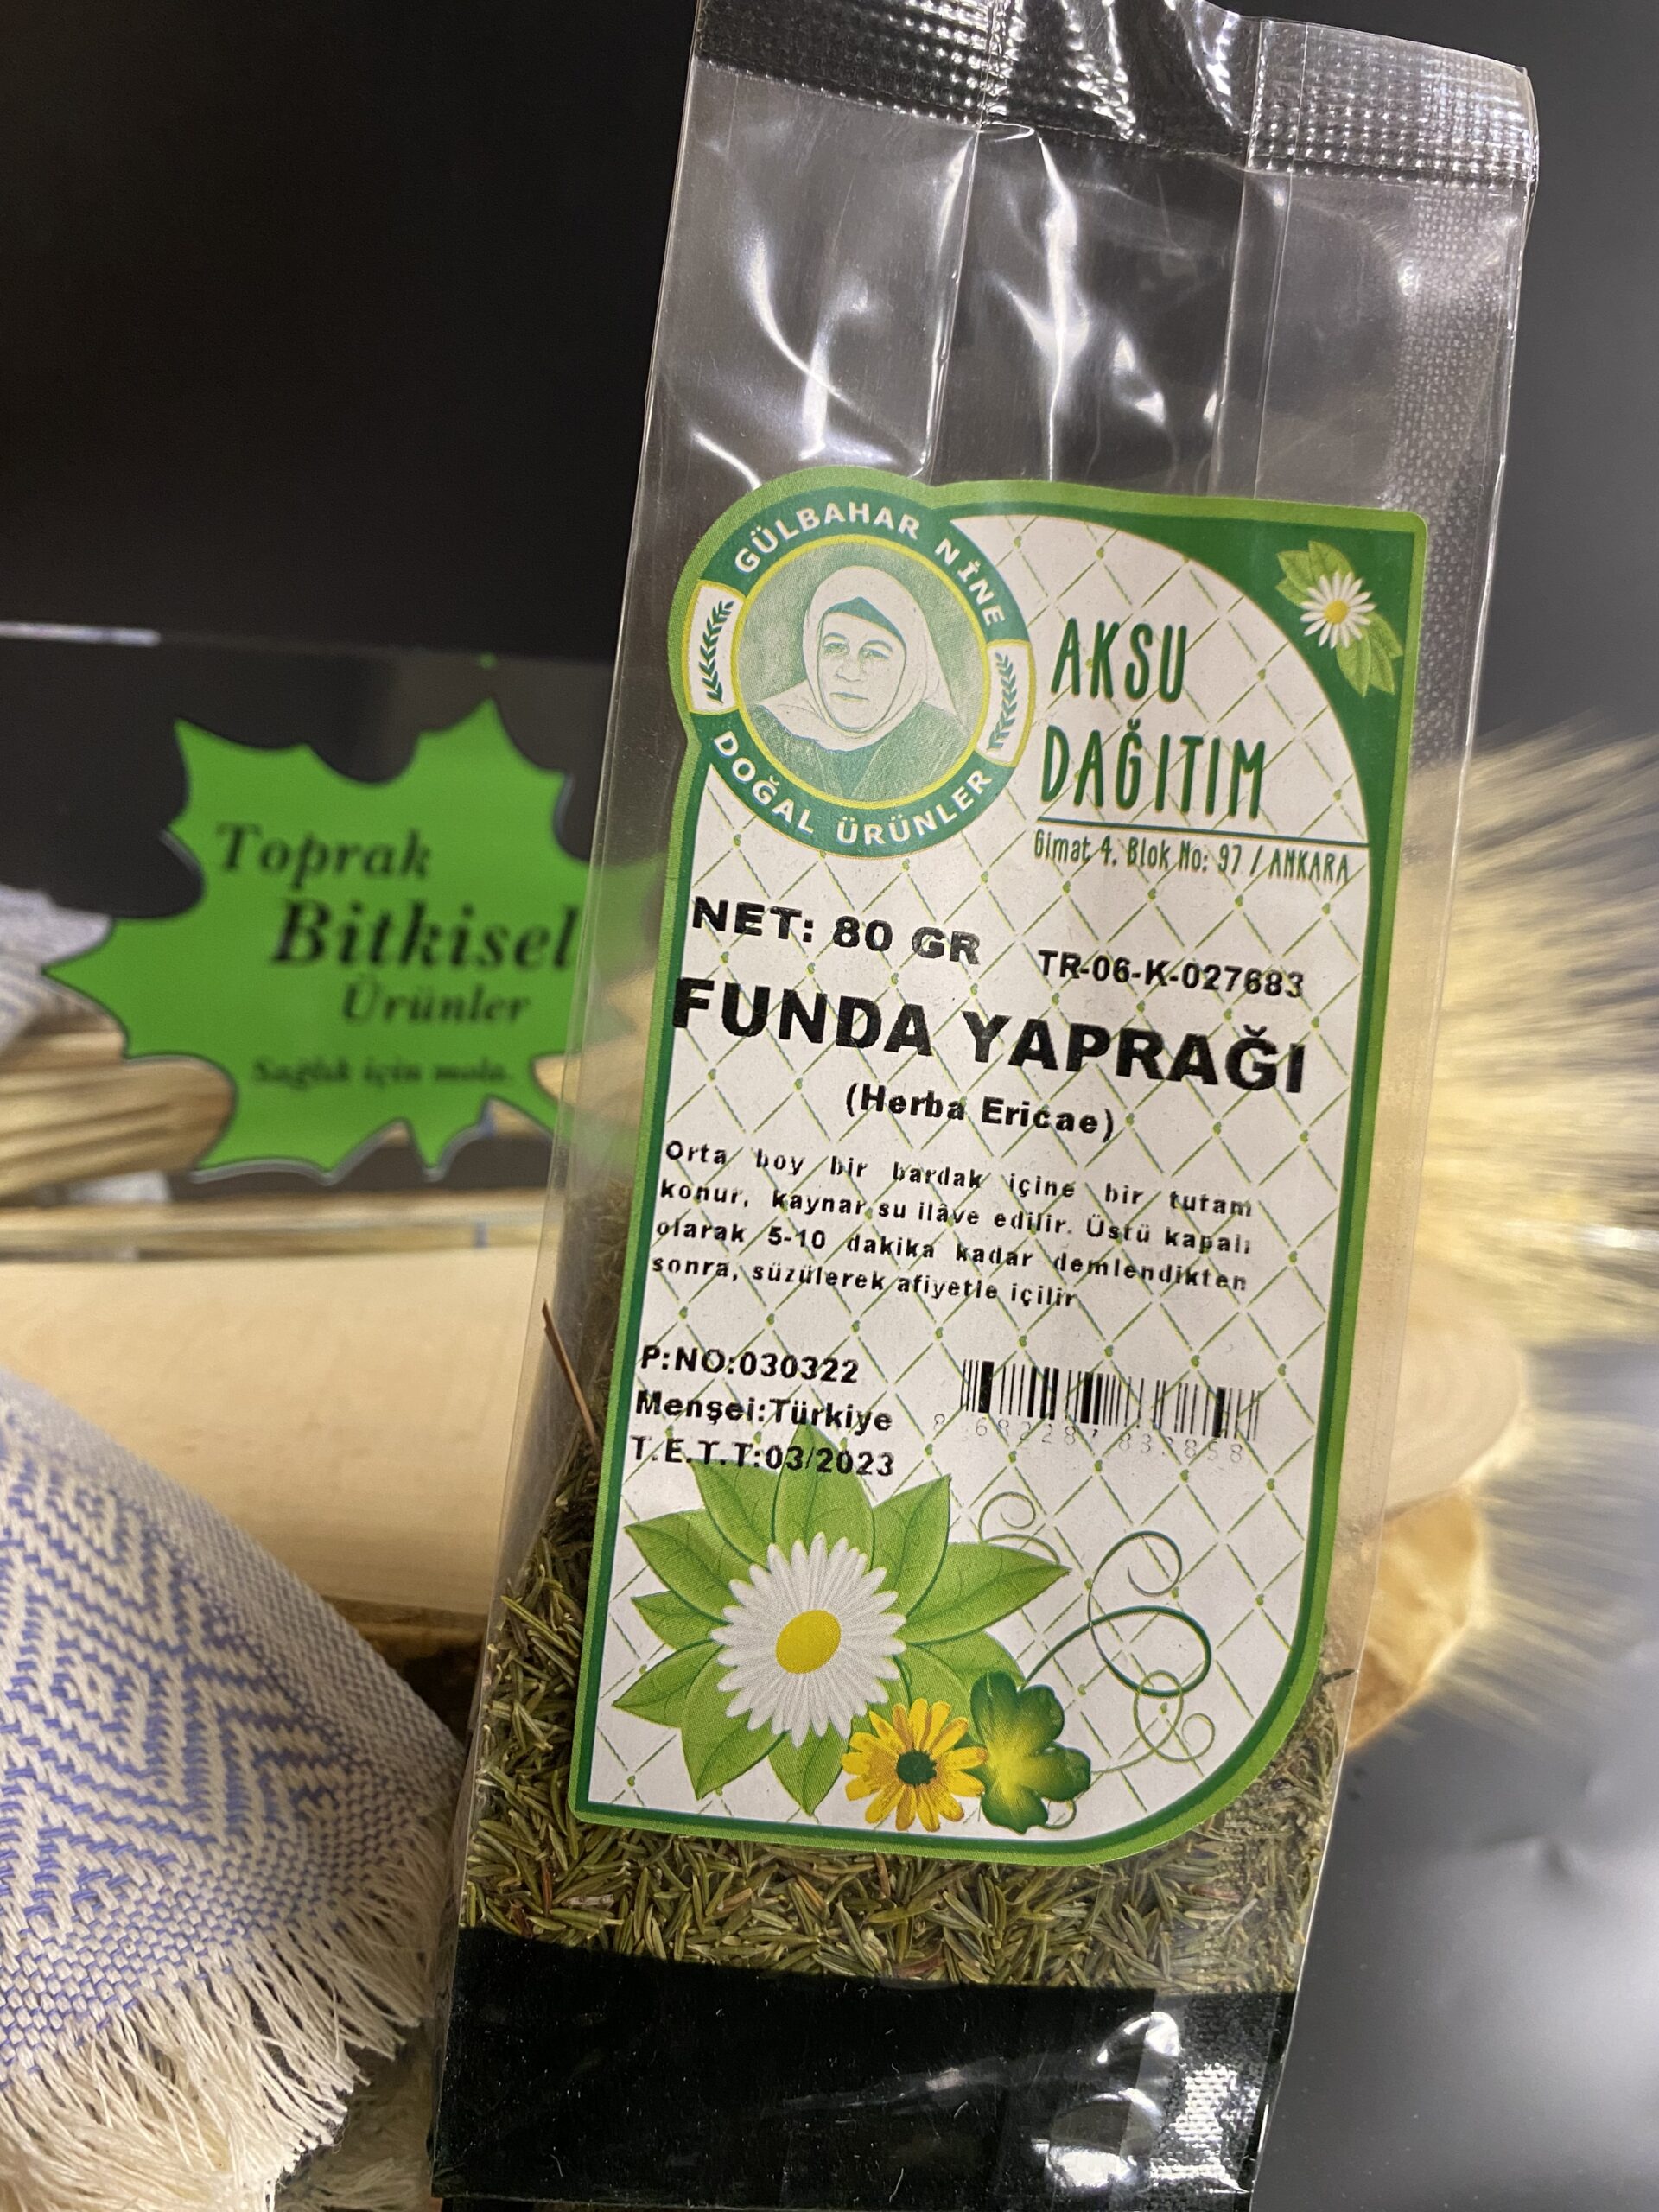 GÜLBAHAR NİNE
DOĞAL ÜRÜNLER
AKSU
DAĞITIM
Gimat 4. Blok No: 97 / ANKARA
NET: 80 GR
TR-06-K-027683
FUNDA YAPRAĞI
(Herba Ericae)
Orta boy bir bardak içine bir tutam
konur, kaynar su ilâve edilir. Üstü kapalı
olarak 5-10 dakika kadar demlendikten
sonra, süzülerek afiyetle içilir
P:NO:030322
Menşei:Türkiye
T.E.T.T:03/2023
Toprak
Bitkisel
Ürünler
Sağlık için mola.